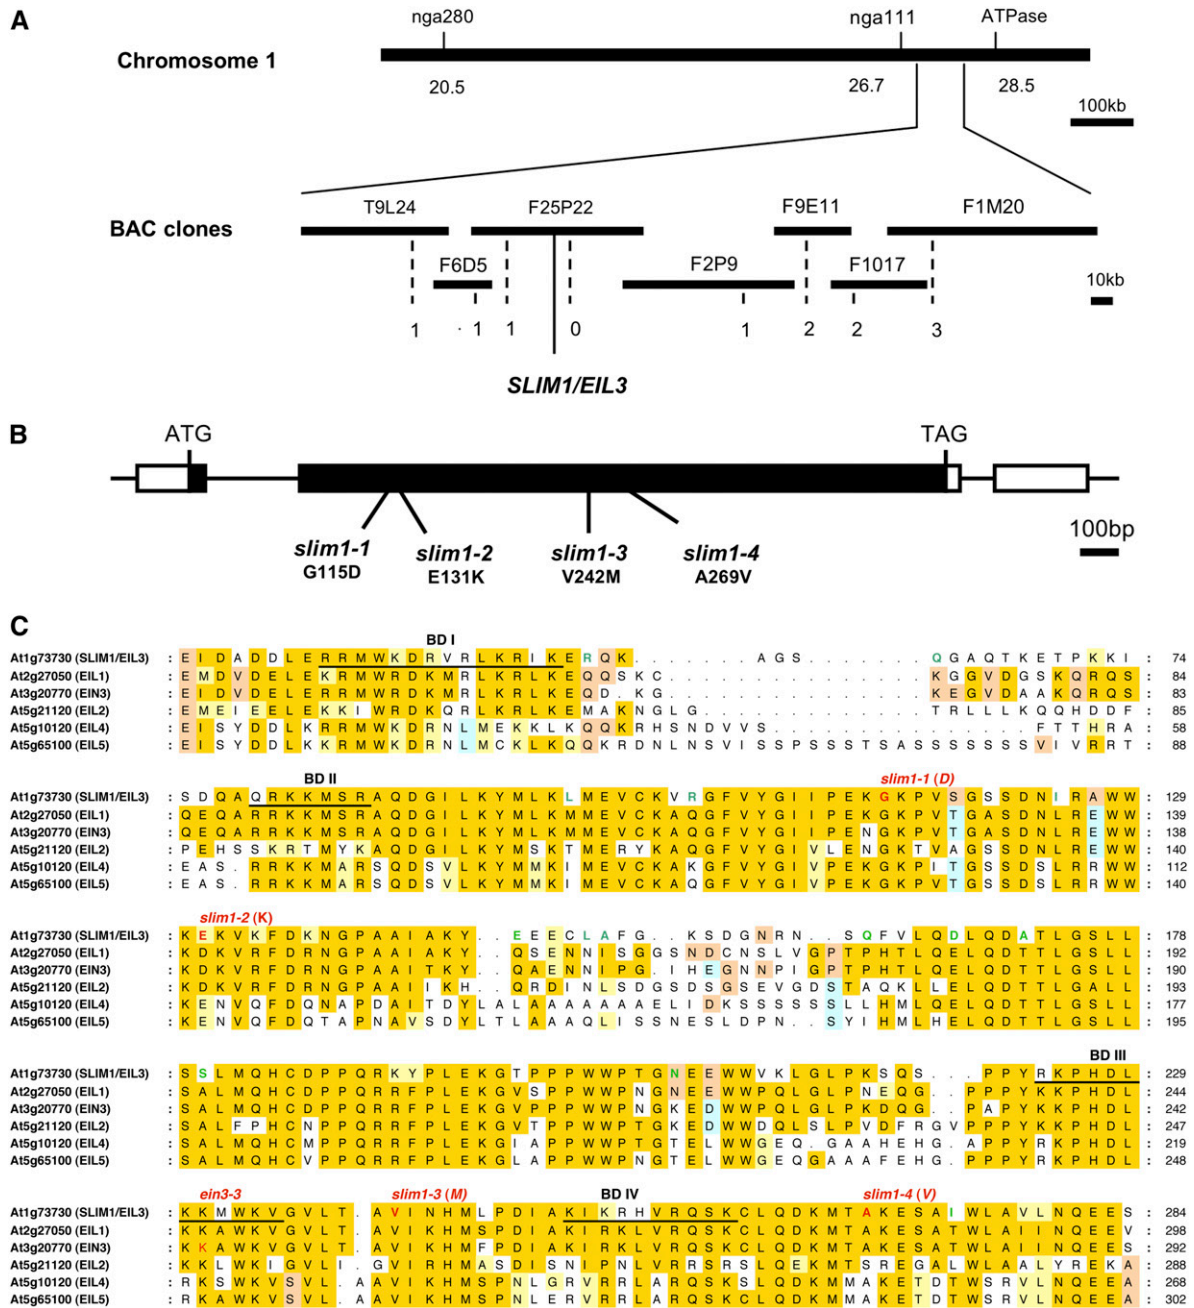 A
nga280 nga111 ATPase
Chromosome 1
20.5 26.7 28.5
100kb
T9L24 F25P22 F9E11 F1M20
BAC clones
F6D5 F2P9 F1017
10kb
1 1 1 0 1 2 2 3
SLIM1/EIL3
B
ATG TAG
100bp
slim1-1 slim1-2 slim1-3 slim1-4
G115D E131K V242M A269V
C
BD I
At1g73730 (SLIM1/EIL3) : E I D A D D L E R R M W K D R V R L K R I K E R Q K . . . . . . . A G S . . . . . . . Q G A Q T K E T P K K I : 74
At2g27050 (EIL1) : E M D V D E L E K R M W R D K M R L K R L K E Q Q S K C . . . . . . . . . . . . . . . K G G V D G S K Q R Q S : 84
At3g20770 (EIN3) : E I D V D E L E R R M W R D K M R L K R L K E Q D . K G . . . . . . . . . . . . . . . K E G V D A A K Q R Q S : 83
At5g21120 (EIL2) : E M E I E E L E K K I W R D K Q R L K R L K E M A K N G L G . . . . . . . . . . . . . T R L L L K Q Q H D D F : 85
At5g10120 (EIL4) : E I S Y D D L K R R M W K D R L M E K K L K Q Q K R H S N D V V S . . . . . . . . . . . . . . . F T T H R A : 58
At5g65100 (EIL5) : E I S Y D D L K K R M W K D R N L M C K L K Q Q K R D N L N S V I S S P S S S T S A S S S S S S S V I V R R T : 88
BD II slim1-1 (D)
At1g73730 (SLIM1/EIL3) : S D Q A Q R K K M S R A Q D G I L K Y M L K L M E V C K V R G F V Y G I I P E K G K P V S G S S D N I R A W W : 129
At2g27050 (EIL1) : Q E Q A R R K K M S R A Q D G I L K Y M L K M M E V C K A Q G F V Y G I I P E K G K P V T G A S D N L R E W W : 139
At3g20770 (EIN3) : Q E Q A R R K K M S R A Q D G I L K Y M L K M M E V C K A Q G F V Y G I I P E N G K P V T G A S D N L R E W W : 138
At5g21120 (EIL2) : P E H S S K R T M Y K A Q D G I L K Y M S K T M E R Y K A Q G F V Y G I V L E N G K T V A G S S D N L R E W W : 140
At5g10120 (EIL4) : E A S . R R K K M A R S Q D S V L K Y M M K I M E V C K A K G F V Y G I V P E K G K P I T G S S D S L R R W W : 112
At5g65100 (EIL5) : E A S . R R K K M A R S Q D S V L K Y M M K I M E V C K A Q G F V Y G I V P E K G K P V T G S S D S L R R W W : 140
slim1-2 (K)
At1g73730 (SLIM1/EIL3) : K E K V K F D K N G P A A I A K Y . . E E E C L A F G . K S D G N R N . S Q F V L Q D L Q D A T L G S L L : 178
At2g27050 (EIL1) : K D K V R F D R N G P A A I A K Y . . Q S E N N I S G G S N D C N S L V G P T P H T L Q E L Q D T T L G S L L : 192
At3g20770 (EIN3) : K D K V R F D R N G P A A I T K Y . . Q A E N N I P G . I H E G N N P I G P T P H T L Q E L Q D T T L G S L L : 190
At5g21120 (EIL2) : K D K V R F D R N G P A A I I K H . . Q R D I N L S D G S D S G S E V G D S T A Q K L L E L Q D T T L G A L L : 193
At5g10120 (EIL4) : K E N V Q F D Q N A P D A I T D Y L A L A A A A A A E L I D K S S S S S S L L H M L Q E L Q D T T L G S L L : 177
At5g65100 (EIL5) : K E N V Q F D Q T A P N A V S D Y L T L A A A Q L I S S N E S L D P N . . S Y I H M L H E L Q D T T L G S L L : 195
BD III
At1g73730 (SLIM1/EIL3) : S S L M Q H C D P P Q R K Y P L E K G T P P P W W P T G N E E W W V K L G L P K S Q S . . . P P Y R K P H D L : 229
At2g27050 (EIL1) : S A L M Q H C D P P Q R R F P L E K G V S P P W W P N G N E E W W P Q L G L P N E Q G . . P P P Y K K P H D L : 244
At3g20770 (EIN3) : S A L M Q H C D P P Q R R F P L E K G V P P P W W P N G K E D W W P Q L G L P K D Q G . . P A P Y K K P H D L : 242
At5g21120 (EIL2) : S A L F P H C N P P Q R R F P L E K G V T P P W W P T G K E D W W D Q L S L P V D F R G V P P P Y K K P H D L : 247
At5g10120 (EIL4) : S A L M Q H C M P P Q R R F P L E K G I A P P W W P T G T E L W W G E Q . G A A H E H G . A P P Y R K P H D L : 219
At5g65100 (EIL5) : S A L M Q H C V P P Q R R F P L E K G L A P P W W P N G T E L W W G E Q G A A A F E H G . P P P Y R K P H D L : 248
ein3-3 slim1-3 (M) BD IV slim1-4 (V)
At1g73730 (SLIM1/EIL3) : K K M W K V G V L T . A V I N H M L P D I A K I K R H V R Q S K C L Q D K M T A K E S A I W L A V L N Q E E S : 284
At2g27050 (EIL1) : K K A W K V G V L T . A V I K H M S P D I A K I R K L V R Q S K C L Q D K M T A K E S A T W L A I I N Q E E V : 298
At3g20770 (EIN3) : K K A W K V G V L T . A V I K H M F P D I A K I R K L V R Q S K C L Q D K M T A K E S A T W L A I I N Q E E S : 292
At5g21120 (EIL2) : K K L W K I G V L I . G V I R H M A S D I S N I P N L V R R S R S L Q E K M T S R E G A L W L A A L Y R E K A : 288
At5g10120 (EIL4) : R K S W K V S V L . A A V I K H M S P N L G R V R R L A R Q S K C L Q D K M M A K E T D T W S R V L N Q E E A : 268
At5g65100 (EIL5) : R K A W K V S V L . A A V I K H M S P N L E R V R R L A R Q S K C L Q D K M M A K E T D T W S R V L N Q E E A : 302